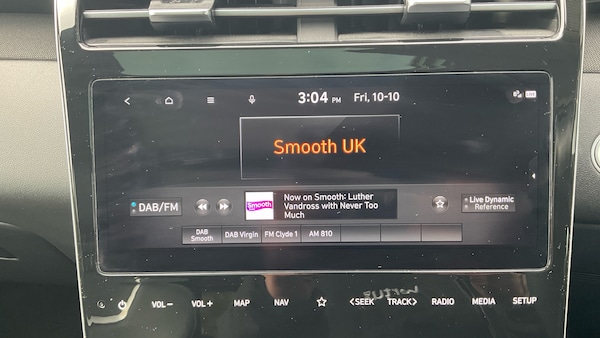 3:04 PM Fri, 10-10 LIVE
Smooth UK
DAB/FM
Smooth
Now on Smooth: Luther
Vandross with Never Too
Much
Live Dynamic
Reference
DAB
Smooth
DAB Virgin FM Clyde 1 AM 810
VOL− VOL+ MAP NAV <SEEK TRACK> RADIO MEDIA SETUP